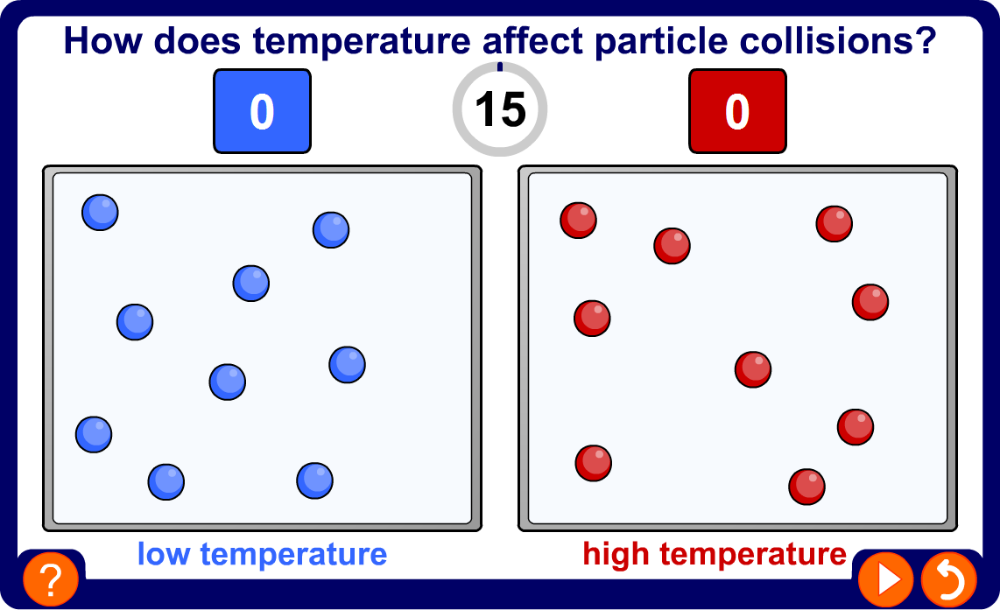 How does temperature affect particle collisions?
0
15
0
low temperature
high temperature
?